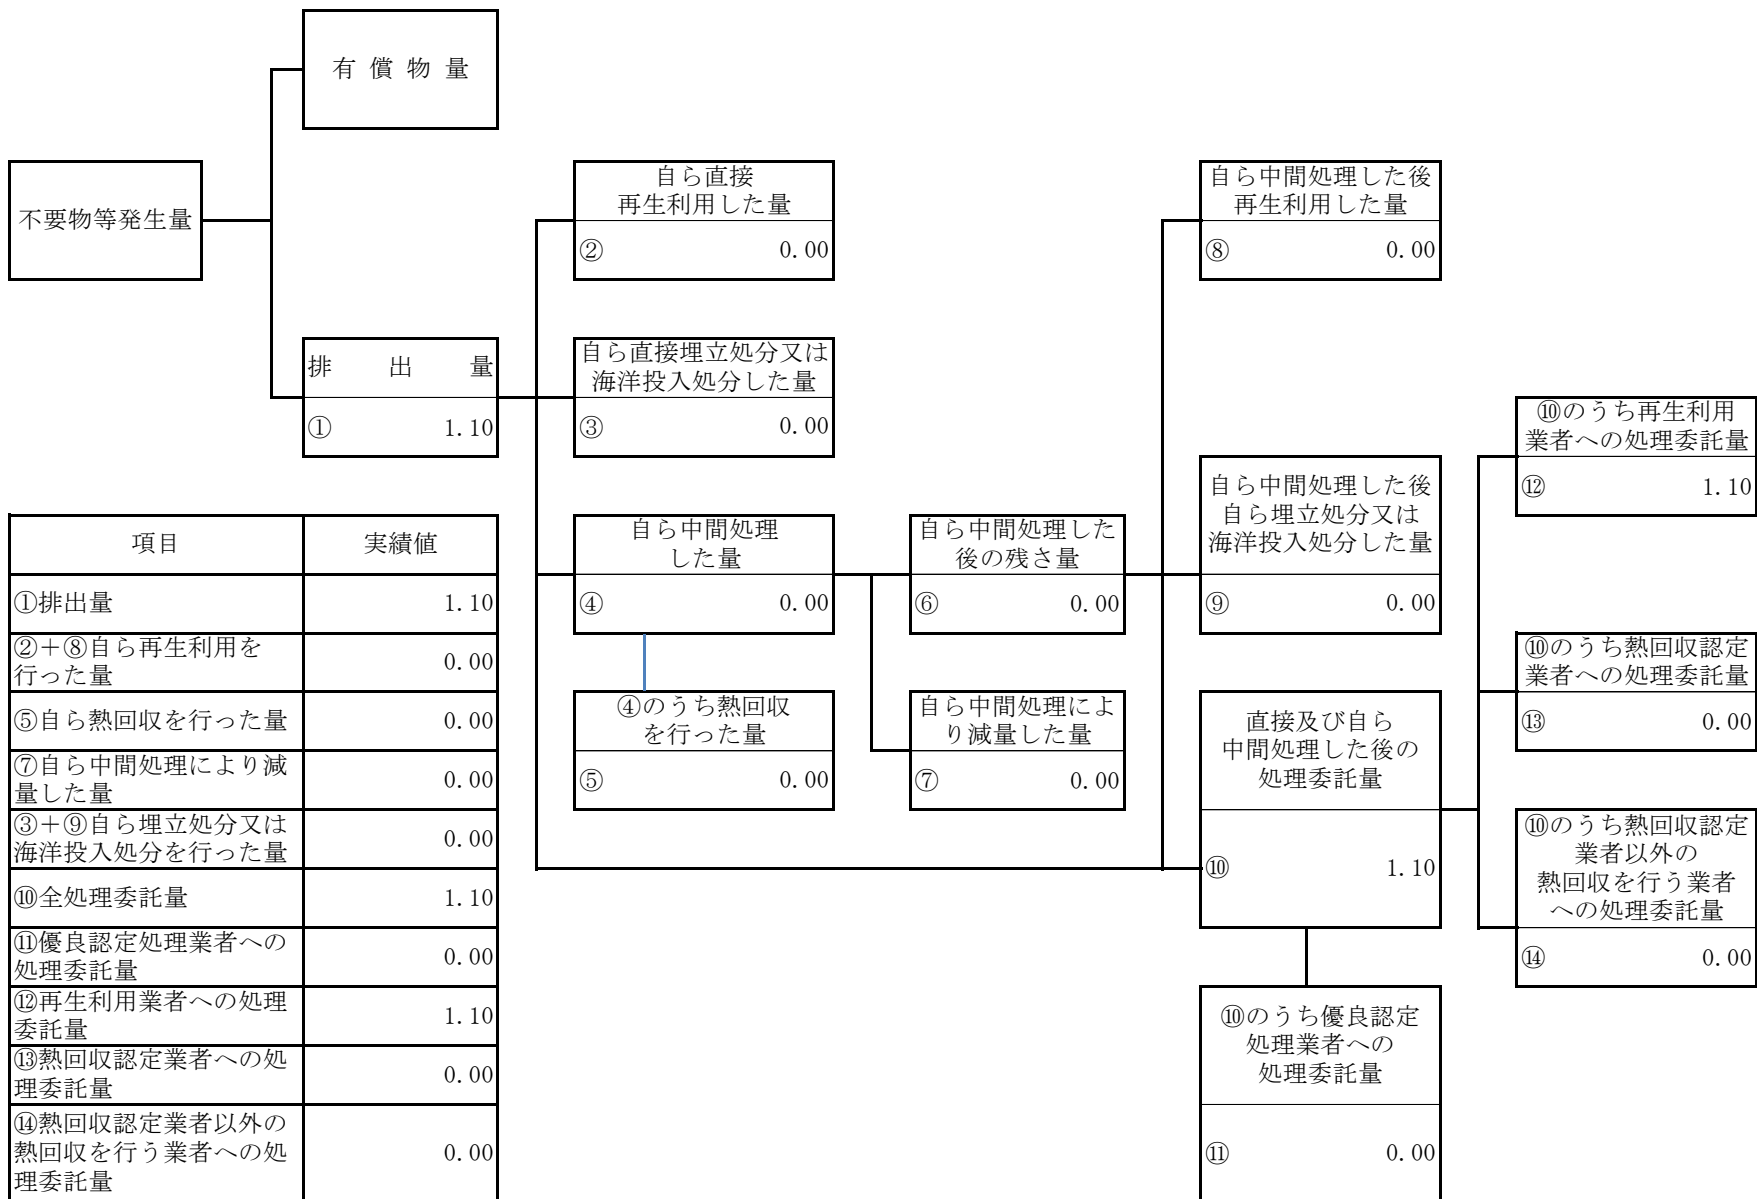 有償物量
不要物等発生量
自ら直接
再生利用した量
② 0.00
自ら中間処理した後
再生利用した量
⑧ 0.00
排出量
① 1.10
自ら直接埋立処分又は
海洋投入処分した量
③ 0.00
⑩のうち再生利用
業者への処理委託量
⑫ 1.10
自ら中間処理した後
自ら埋立処分又は
海洋投入処分した量
⑨ 0.00
自ら中間処理
した量
④ 0.00
自ら中間処理した
後の残さ量
⑥ 0.00
⑩のうち熱回収認定
業者への処理委託量
⑬ 0.00
④のうち熱回収
を行った量
⑤ 0.00
自ら中間処理によ
り減量した量
⑦ 0.00
直接及び自ら
中間処理した後の
処理委託量
⑩ 1.10
⑩のうち熱回収認定
業者以外の
熱回収を行う業者
への処理委託量
⑭ 0.00
⑩のうち優良認定
処理業者への
処理委託量
⑪ 0.00
項目 実績値
①排出量 1.10
②＋⑧自ら再生利用を
行った量 0.00
⑤自ら熱回収を行った量 0.00
⑦自ら中間処理により減
量した量 0.00
③＋⑨自ら埋立処分又は
海洋投入処分を行った量 0.00
⑩全処理委託量 1.10
⑪優良認定処理業者への
処理委託量 0.00
⑫再生利用業者への処理
委託量 1.10
⑬熱回収認定業者への処
理委託量 0.00
⑭熱回収認定業者以外の
熱回収を行う業者への処
理委託量 0.00